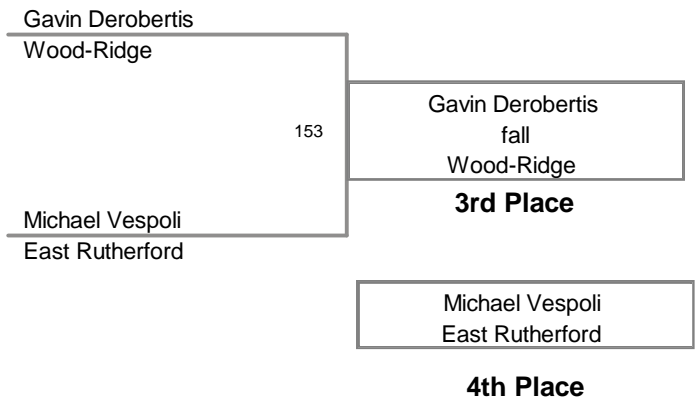 Gavin Derobertis
Wood-Ridge
153
Gavin Derobertis
fall
Wood-Ridge
3rd Place
Michael Vespoli
East Rutherford
Michael Vespoli
East Rutherford
4th Place